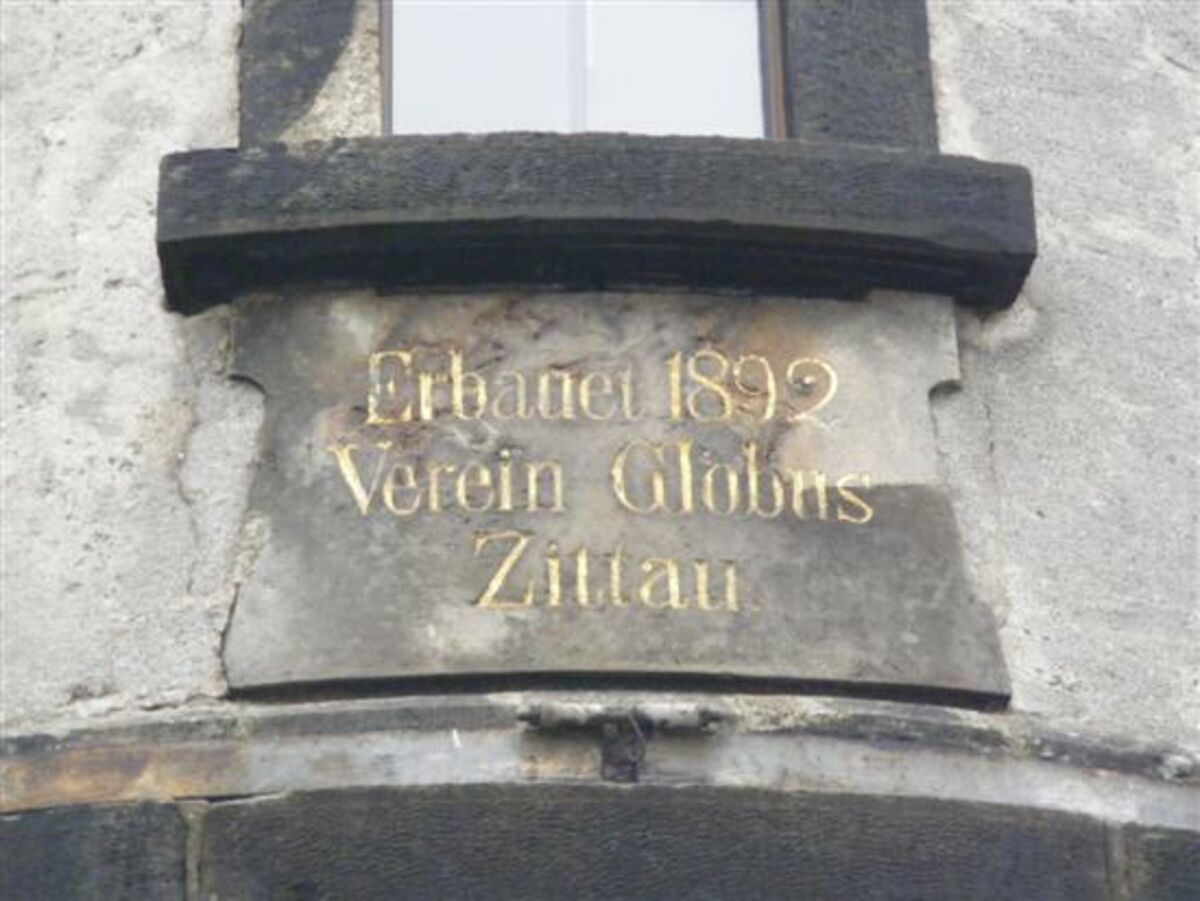 Erbauet 1892
Verein Globus
Zittau.